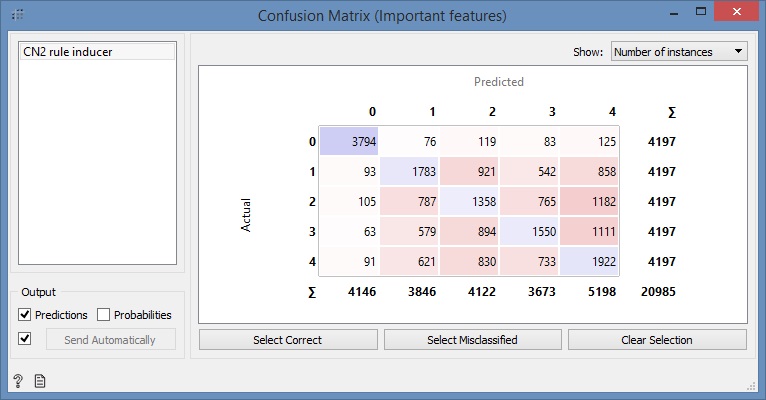 Confusion Matrix (Important features)
CN2 rule inducer
Show: Number of instances
Predicted
0 1 2 3 4 Σ
0 3794 76 119 83 125 4197
1 93 1783 921 542 858 4197
2 105 787 1358 765 1182 4197
Actual
3 63 579 894 1550 1111 4197
4 91 621 830 733 1922 4197
Σ 4146 3846 4122 3673 5198 20985
Output
Predictions Probabilities
Send Automatically
Select Correct Select Misclassified Clear Selection
?